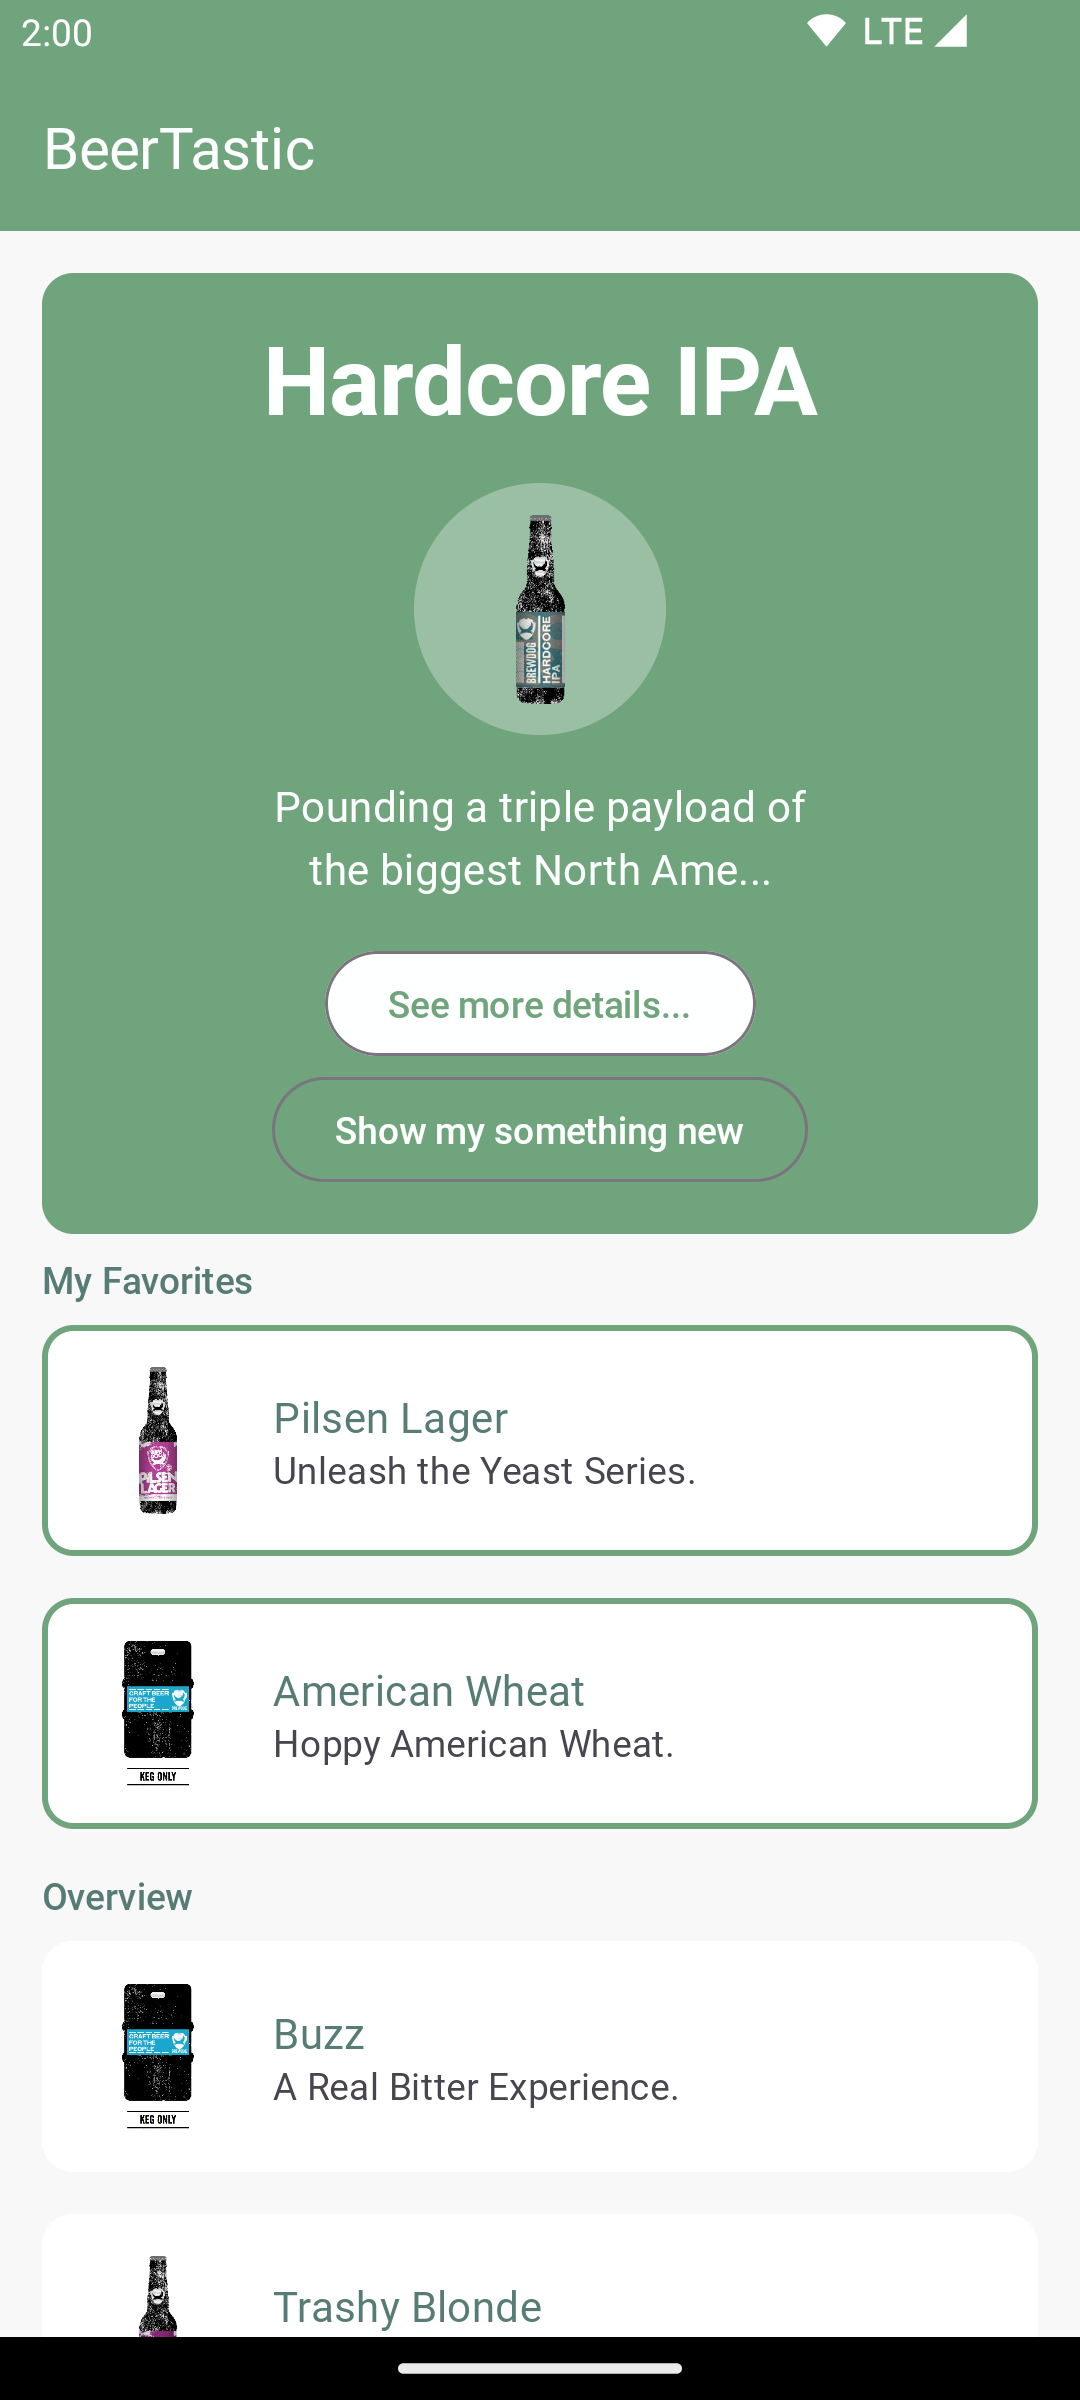 2:00
LTE
BeerTastic
Hardcore IPA
BREWDOG
HARDCORE
IPA
Pounding a triple payload of
the biggest North Ame...
See more details...
Show my something new
My Favorites
PILSEN
LAGER
Pilsen Lager
Unleash the Yeast Series.
CRAFT BEER
FOR THE
PEOPLE
KEG ONLY
American Wheat
Hoppy American Wheat.
Overview
CRAFT BEER
FOR THE
PEOPLE
KEG ONLY
Buzz
A Real Bitter Experience.
Trashy Blonde